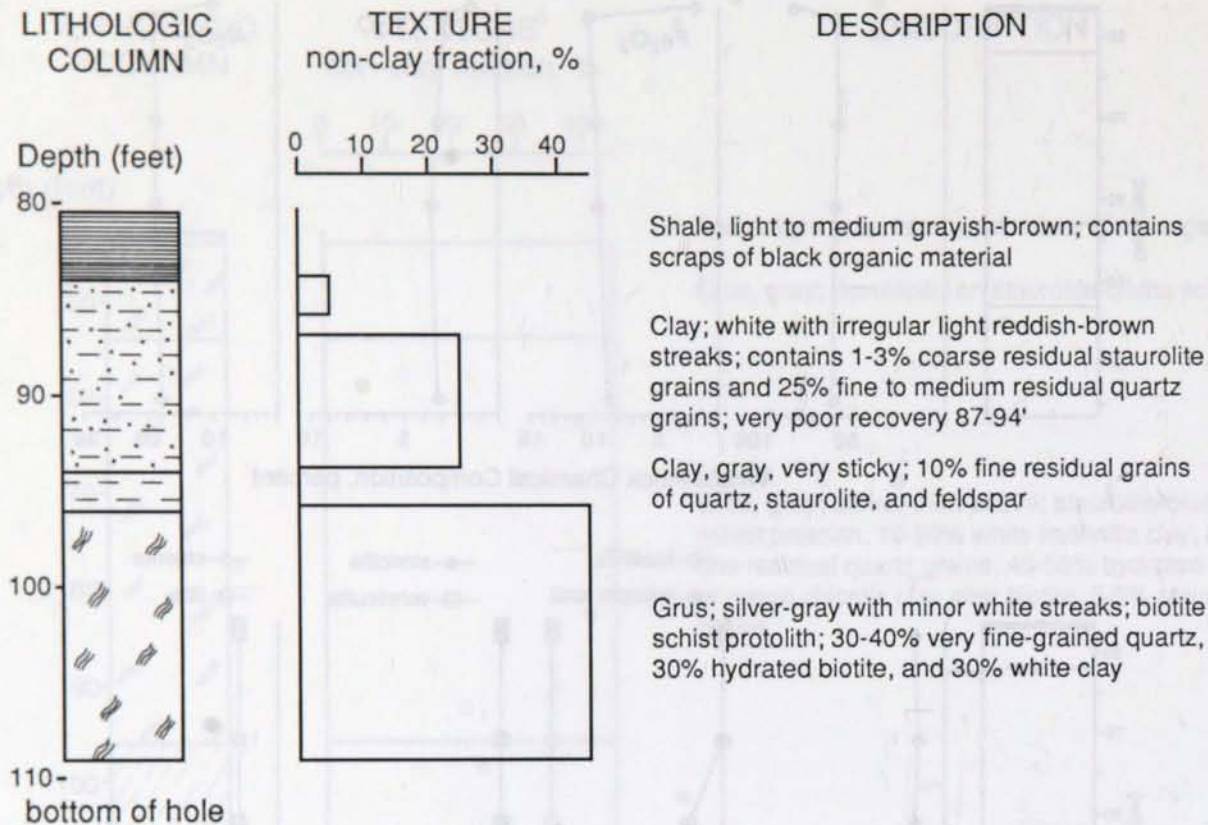 LITHOLOGIC
COLUMN
TEXTURE
non-clay fraction, %
DESCRIPTION
Depth (feet)
0 10 20 30 40
80
90
100
110
bottom of hole
Shale, light to medium grayish-brown; contains
scraps of black organic material
Clay; white with irregular light reddish-brown
streaks; contains 1-3% coarse residual staurolite
grains and 25% fine to medium residual quartz
grains; very poor recovery 87-94'
Clay, gray, very sticky; 10% fine residual grains
of quartz, staurolite, and feldspar
Grus; silver-gray with minor white streaks; biotite
schist protolith; 30-40% very fine-grained quartz,
30% hydrated biotite, and 30% white clay